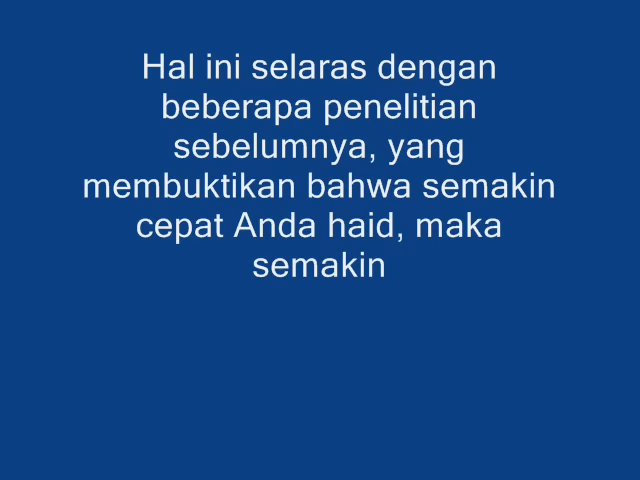 Hal ini selaras dengan
beberapa penelitian
sebelumnya, yang
membuktikan bahwa semakin
cepat Anda haid, maka
semakin